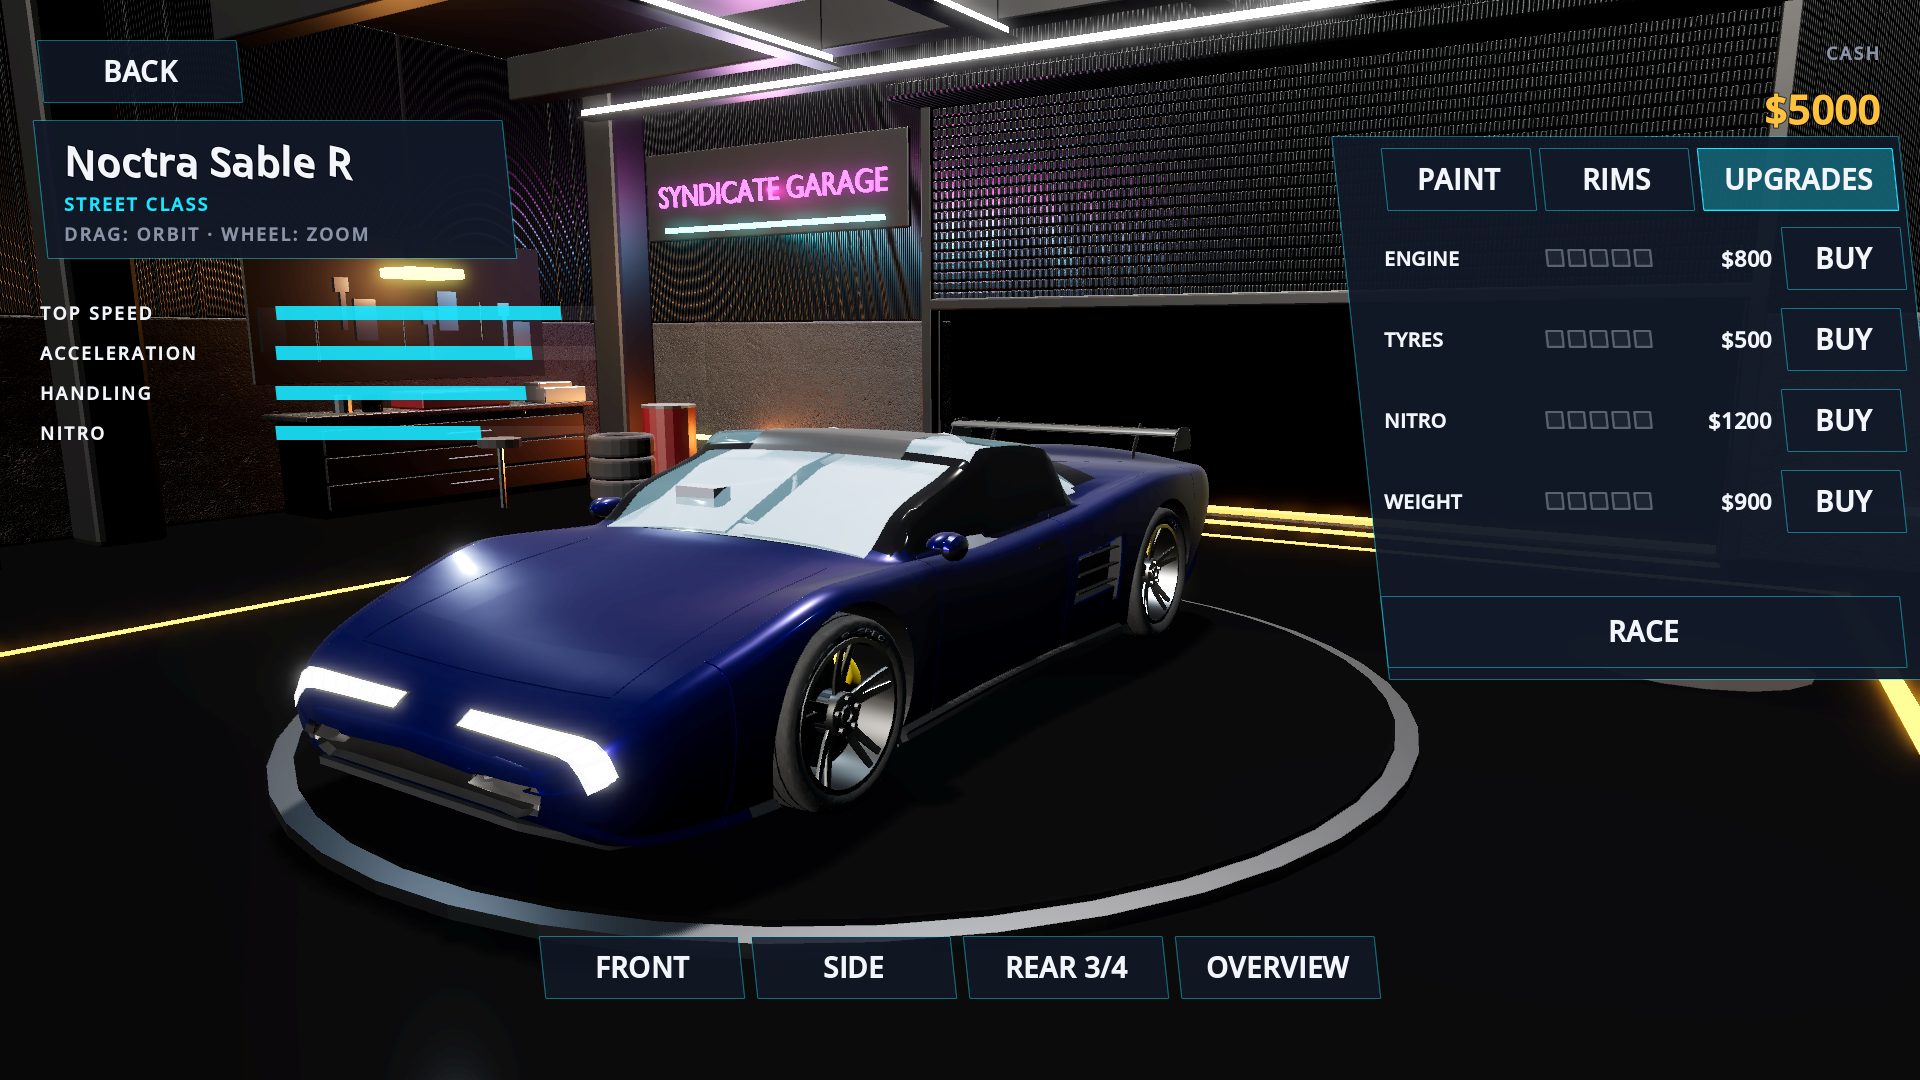 BACK
CASH
$5000
Noctra Sable R
STREET CLASS
DRAG: ORBIT · WHEEL: ZOOM
SYNDICATE GARAGE
PAINT
RIMS
UPGRADES
TOP SPEED
ACCELERATION
HANDLING
NITRO
ENGINE $800 BUY
TYRES $500 BUY
NITRO $1200 BUY
WEIGHT $900 BUY
RACE
FRONT
SIDE
REAR 3/4
OVERVIEW